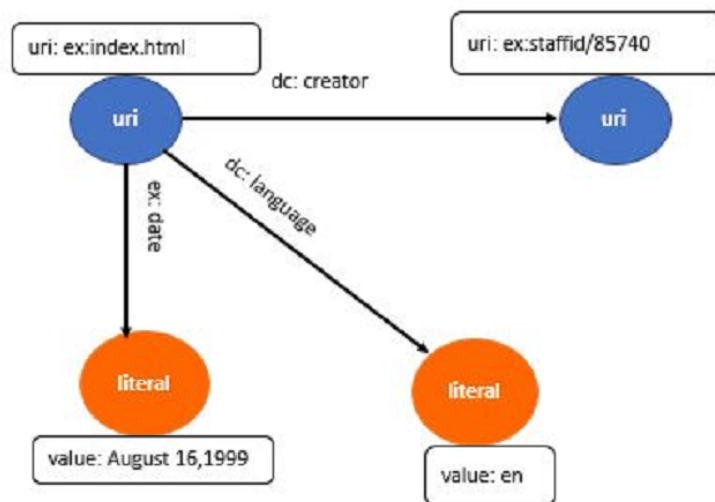 uri: ex:index.html
uri: ex:staffid/85740
dc: creator
uri
uri
dc: language
ex: date
literal
literal
value: August 16,1999
value: en